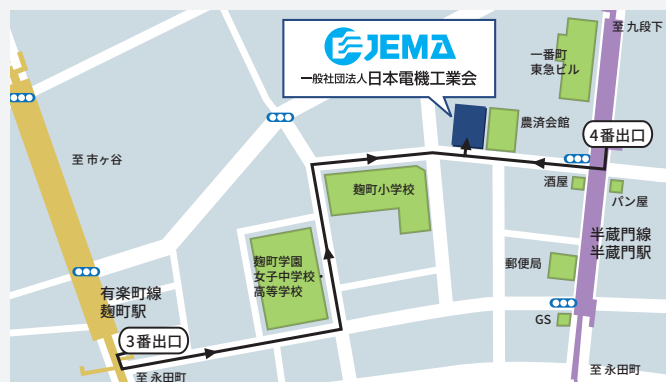 至 九段下
JEMA
一般社団法人日本電機工業会
一番町
東急ビル
農済会館
4番出口
至 市ヶ谷
麹町小学校
酒屋
パン屋
半蔵門線
半蔵門駅
麹町学園
女子中学校・
高等学校
郵便局
有楽町線
麹町駅
GS
3番出口
至 永田町
至 永田町